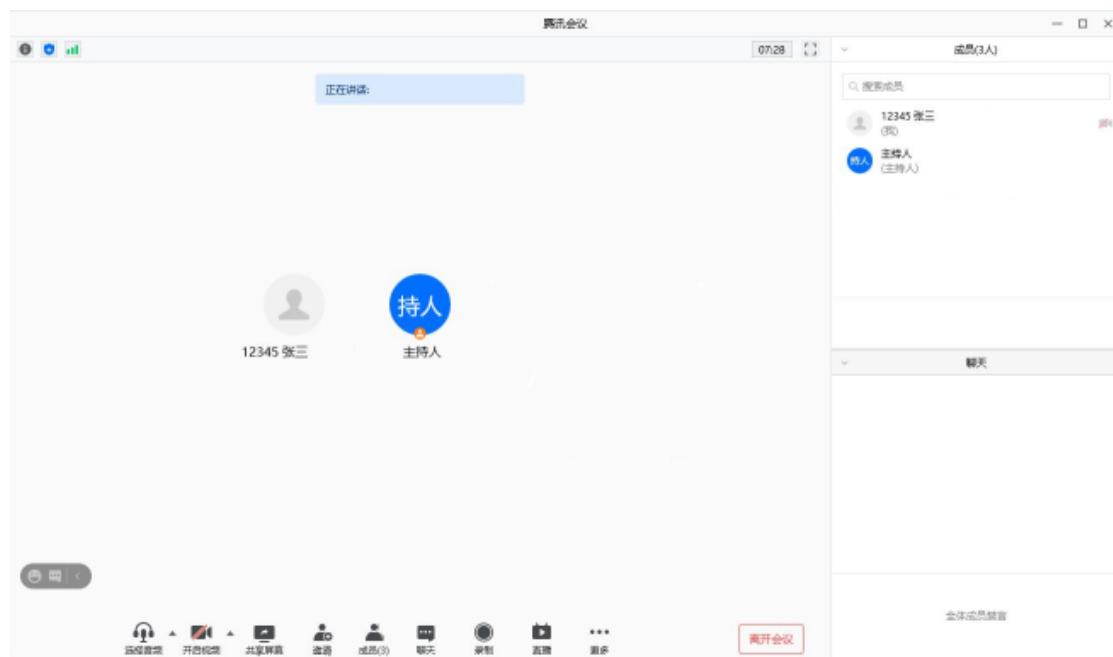 腾讯会议
07:28
成员(3人)
正在讲话:
搜索成员
12345 张三
(我)
持人
主持人
(主持人)
持人
12345 张三
主持人
聊天
全体成员禁言
选择音频
开启视频
共享屏幕
邀请
成员(3)
聊天
录制
直播
更多
离开会议